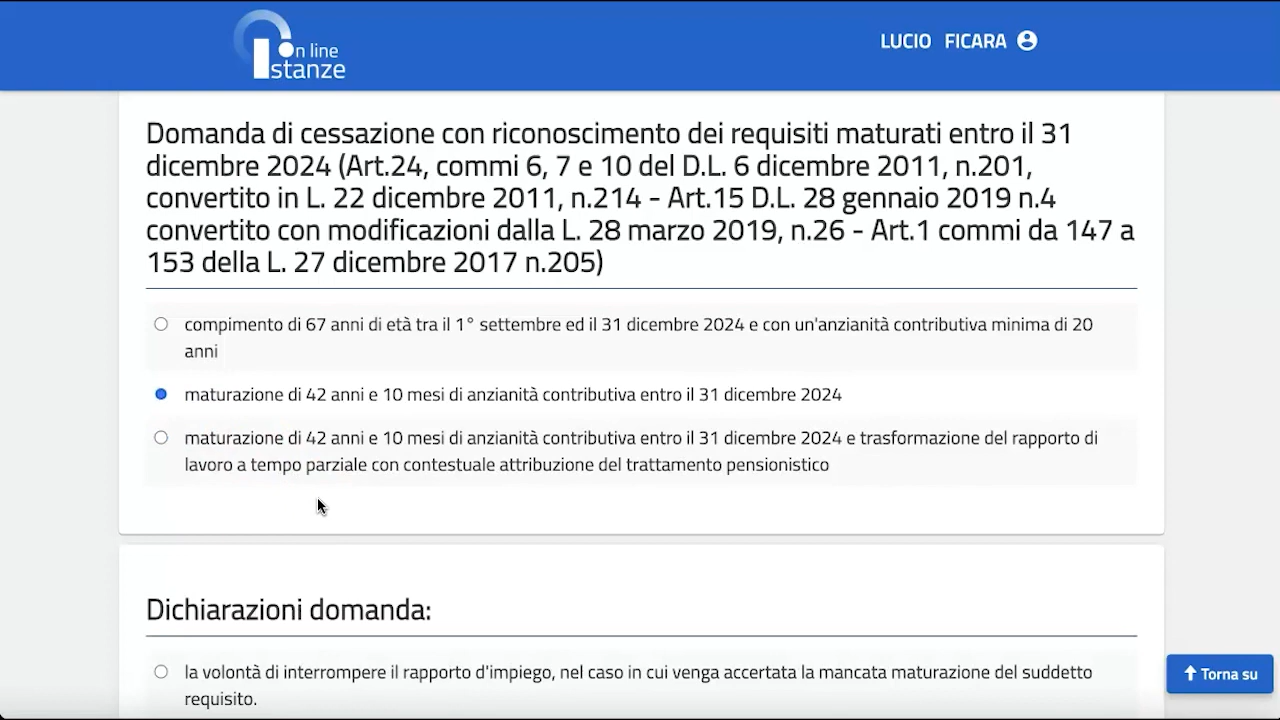 On line
Istanze
LUCIO FICARA
Domanda di cessazione con riconoscimento dei requisiti maturati entro il 31
dicembre 2024 (Art.24, commi 6, 7 e 10 del D.L. 6 dicembre 2011, n.201,
convertito in L. 22 dicembre 2011, n.214 - Art.15 D.L. 28 gennaio 2019 n.4
convertito con modificazioni dalla L. 28 marzo 2019, n.26 - Art.1 commi da 147 a
153 della L. 27 dicembre 2017 n.205)
compimento di 67 anni di età tra il 1° settembre ed il 31 dicembre 2024 e con un'anzianità contributiva minima di 20
anni
maturazione di 42 anni e 10 mesi di anzianità contributiva entro il 31 dicembre 2024
maturazione di 42 anni e 10 mesi di anzianità contributiva entro il 31 dicembre 2024 e trasformazione del rapporto di
lavoro a tempo parziale con contestuale attribuzione del trattamento pensionistico
Dichiarazioni domanda:
la volontà di interrompere il rapporto d'impiego, nel caso in cui venga accertata la mancata maturazione del suddetto
requisito.
Torna su